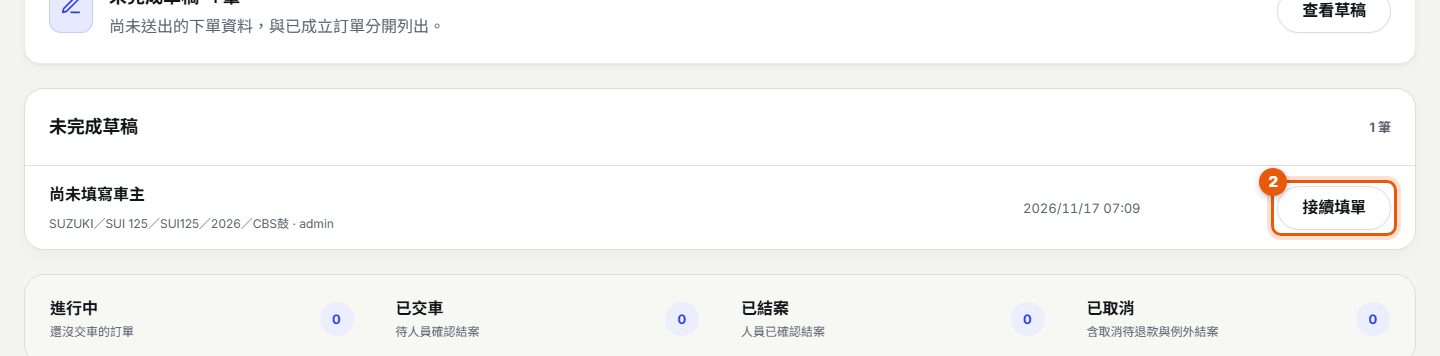 尚未送出的下單資料，與已成立訂單分開列出。
查看草稿
未完成草稿
1 筆
尚未填寫車主
SUZUKI／SUI 125／SUI125／2026／CBS鼓 · admin
2026/11/17 07:09
2
接續填單
進行中
還沒交車的訂單
0
已交車
待人員確認結案
0
已結案
人員已確認結案
0
已取消
含取消待退款與例外結案
0